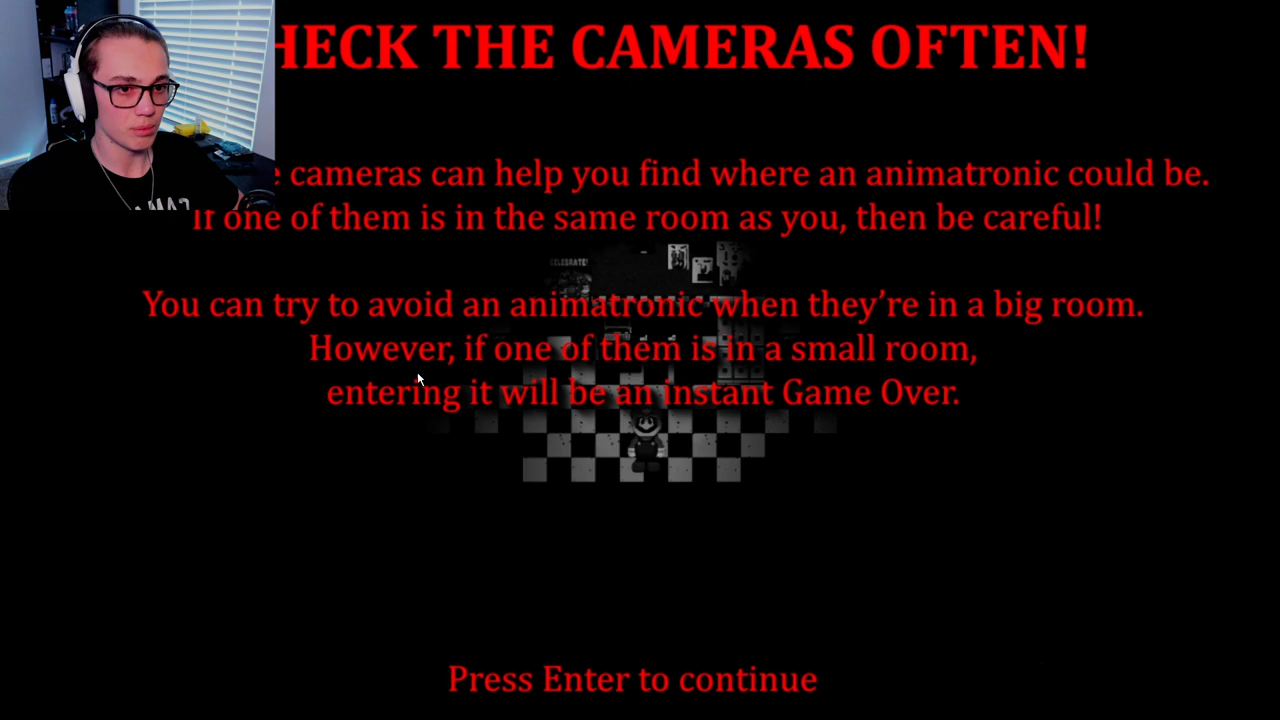 HECK THE CAMERAS OFTEN!
cameras can help you find where an animatronic could be.
If one of them is in the same room as you, then be careful!
CELEBRATE!
You can try to avoid an animatronic when they're in a big room.
However, if one of them is in a small room,
entering it will be an instant Game Over.
Press Enter to continue